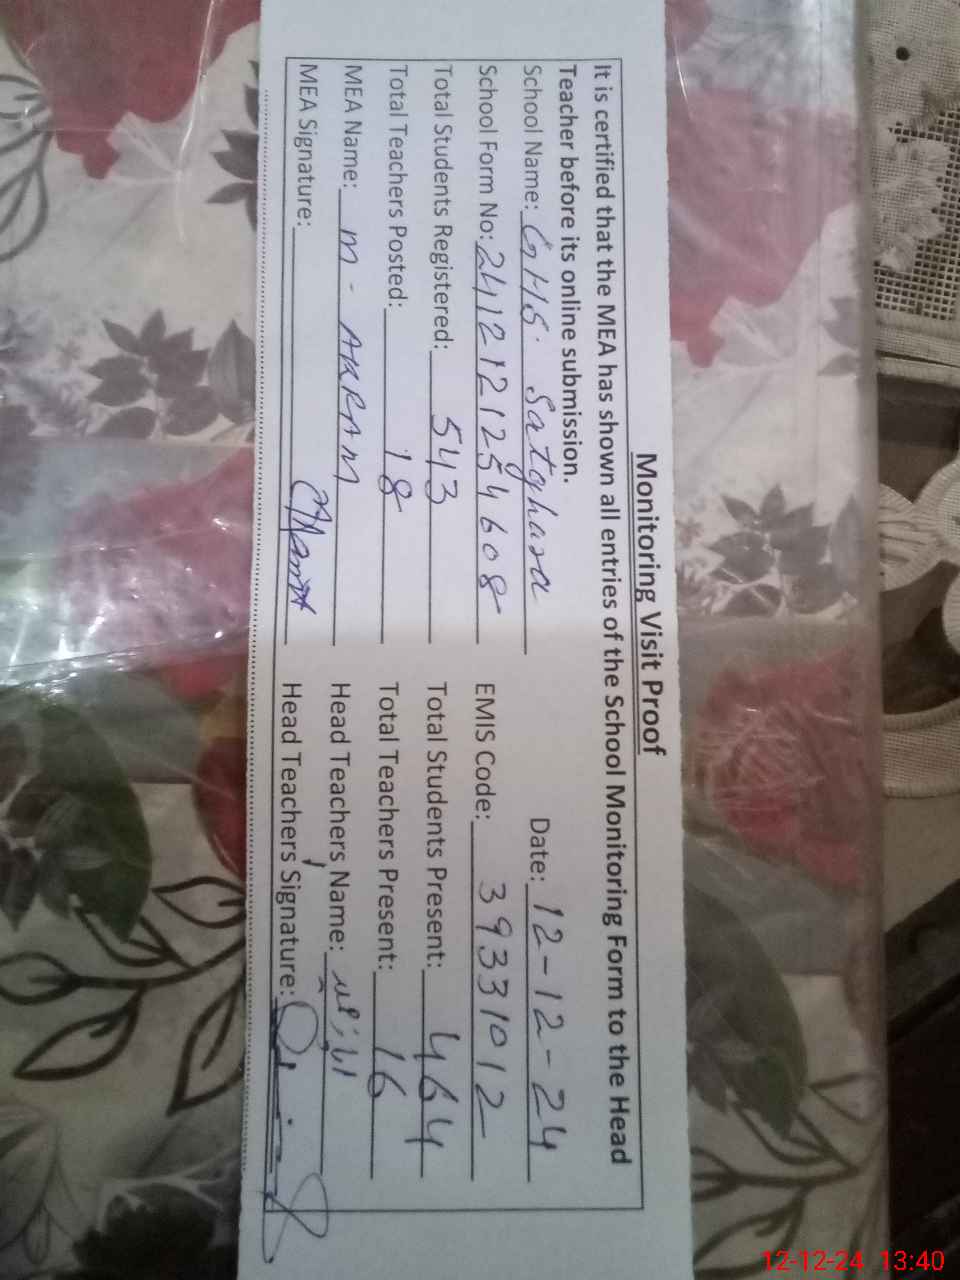 Monitoring Visit Proof
It is certified that the MEA has shown all entries of the School Monitoring Form to the Head
Teacher before its online submission.
School Name: GHS. Satghara Date: 12-12-24
School Form No: 2412121254608 EMIS Code: 39331012
Total Students Registered: 543 Total Students Present: 464
Total Teachers Posted: 18 Total Teachers Present: 16
MEA Name: M - AKRAM Head Teachers Name:
MEA Signature: Head Teachers Signature:
12-12-24 13:40